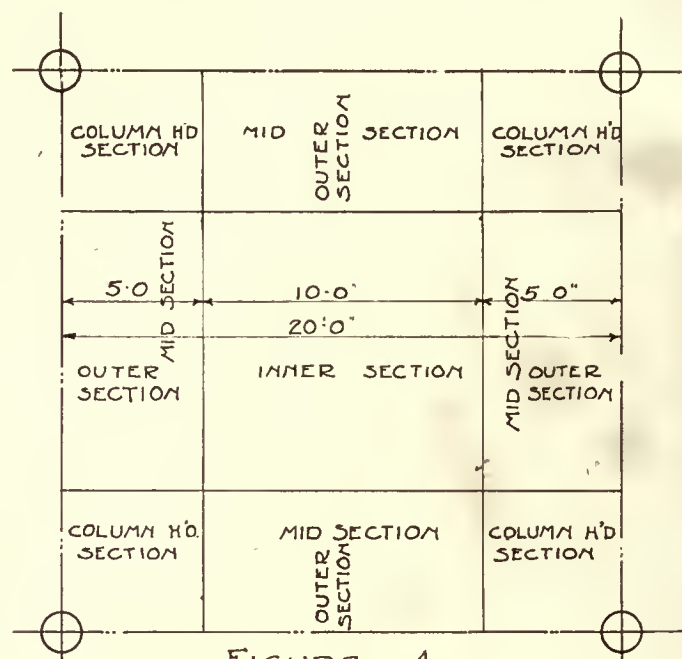 COLUMN H'D SECTION
MID SECTION
OUTER SECTION
COLUMN H'D SECTION
MID SECTION
5-0
10-0"
MID SECTION
5 0"
20'-0"
OUTER SECTION
INNER SECTION
OUTER SECTION
COLUMN H'D. SECTION
MID SECTION
OUTER SECTION
COLUMN H'D SECTION
FIGURE 4